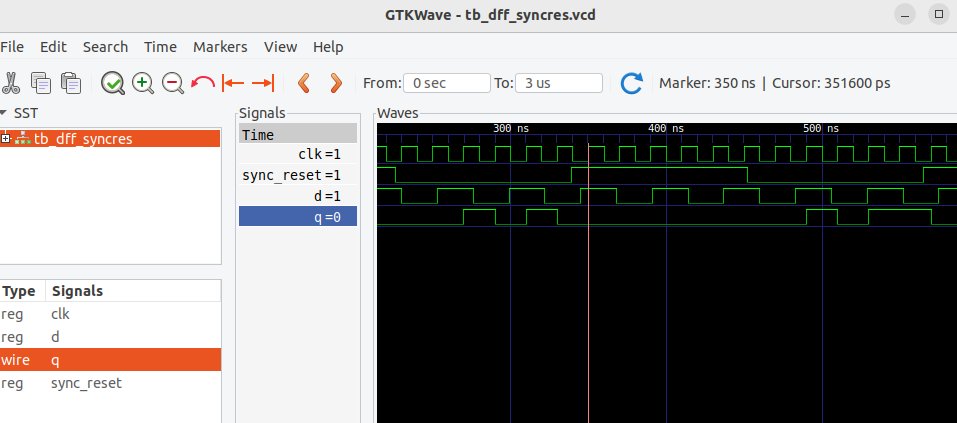 GTKWave - tb_dff_syncres.vcd
File Edit Search Time Markers View Help
From: 0 sec To: 3 us Marker: 350 ns | Cursor: 351600 ps
SST
tb_dff_syncres
Signals
Time
clk=1
sync_reset=1
d=1
q=0
Waves
300 ns 400 ns 500 ns
Type Signals
reg clk
reg d
wire q
reg sync_reset